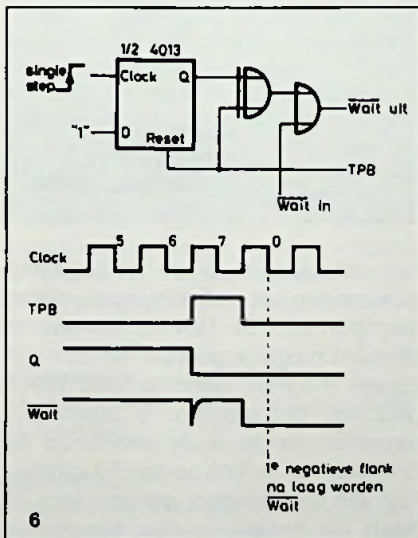 1/2 4013
single
step
Clock Q
"1" D
Reset
Wait uit
TPB
Wait in
5 6 7 0
Clock
TPB
Q
Wait
1e negatieve flank
na laag worden
Wait
6